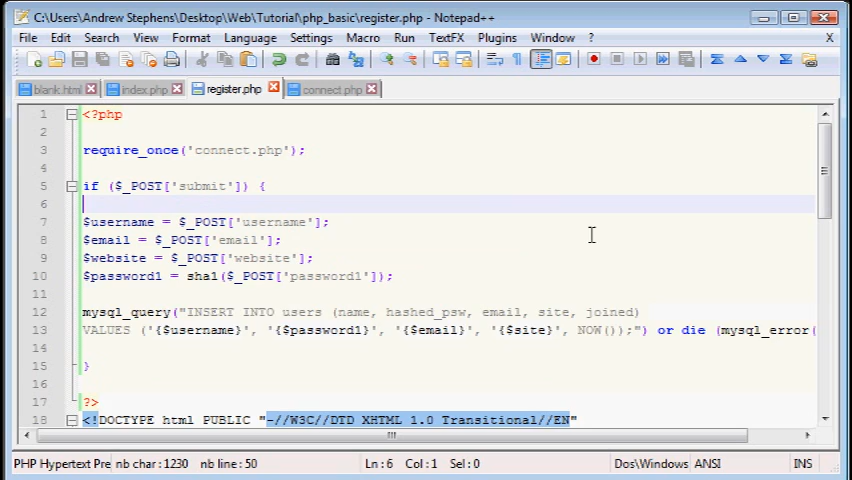 C:\Users\Andrew Stephens\Desktop\Web\Tutorial\php_basic\register.php - Notepad++
File Edit Search View Format Language Settings Macro Run TextFX Plugins Window ? X
blank.html index.php register.php connect.php
1 <?php
2
3 require_once('connect.php');
4
5 if ($_POST['submit']) {
6
7 $username = $_POST['username'];
8 $email = $_POST['email'];
9 $website = $_POST['website'];
10 $password1 = sha1($_POST['password1']);
11
12 mysql_query("INSERT INTO users (name, hashed_psw, email, site, joined)
13 VALUES ('{$username}', '{$password1}', '{$email}', '{$site}', NOW());") or die (mysql_error(
14
15 }
16
17 ?>
18 <!DOCTYPE html PUBLIC "-//W3C//DTD XHTML 1.0 Transitional//EN"
PHP Hypertext Pre nb char : 1230 nb line : 50 Ln : 6 Col : 1 Sel : 0 Dos\Windows ANSI INS